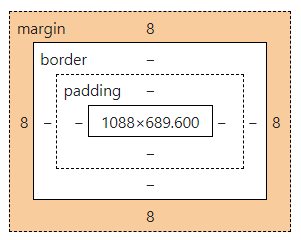 margin 8
border –
padding –
8 – – 1088×689.600 – – 8
–
–
8